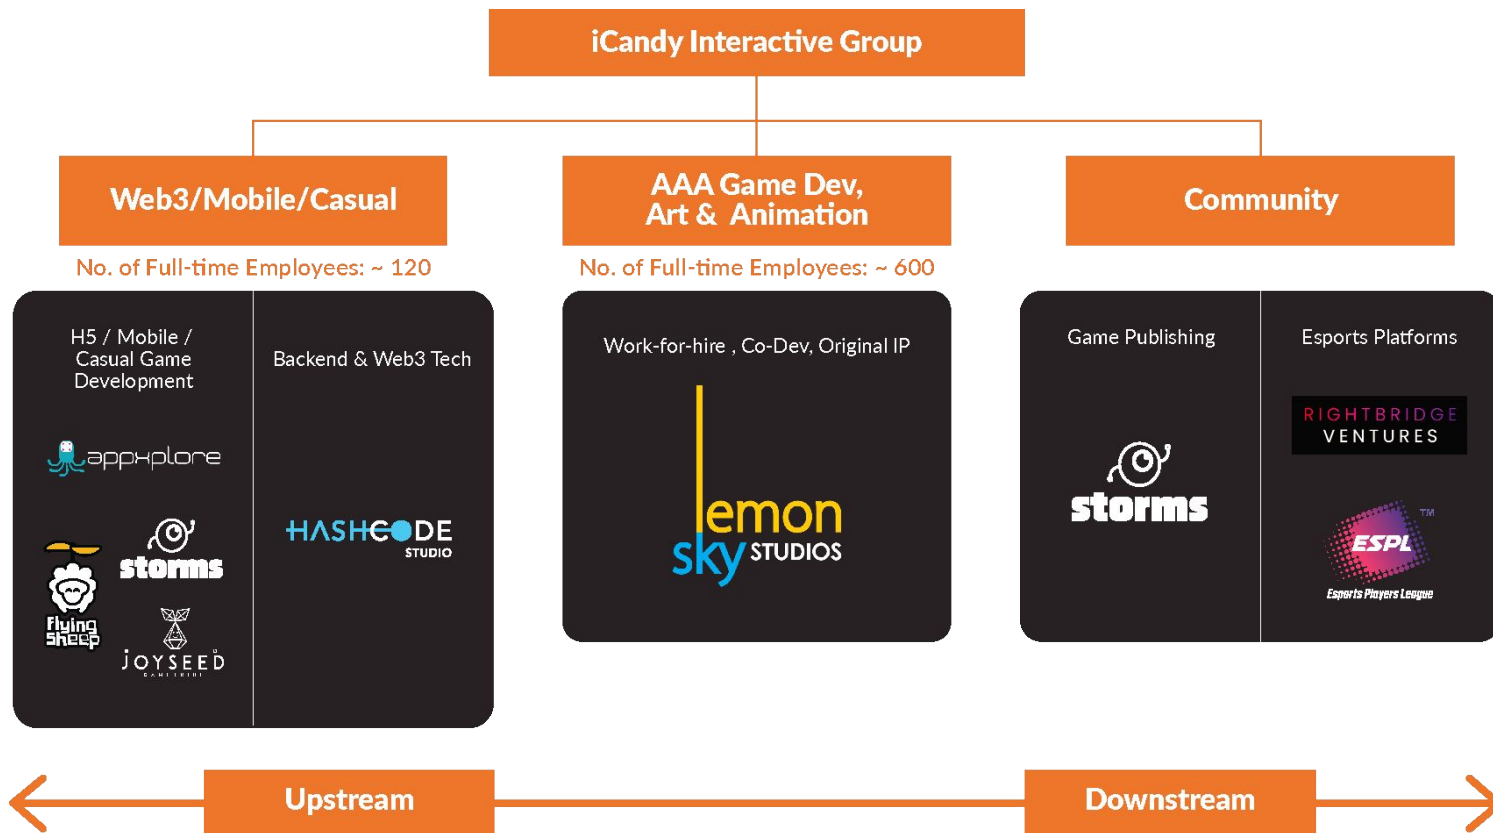 iCandy Interactive Group
Web3/Mobile/Casual
No. of Full-time Employees: ~ 120
H5 / Mobile /
Casual Game
Development
appxplore
Flying
Sheep
storms
JOYSEED
Backend & Web3 Tech
HASHCODE
STUDIO
AAA Game Dev,
Art & Animation
No. of Full-time Employees: ~ 600
Work-for-hire , Co-Dev, Original IP
lemon
sky STUDIOS
Community
Game Publishing
storms
Esports Platforms
RIGHTBRIDGE
VENTURES
ESPL TM
Esports Players League
Upstream
Downstream